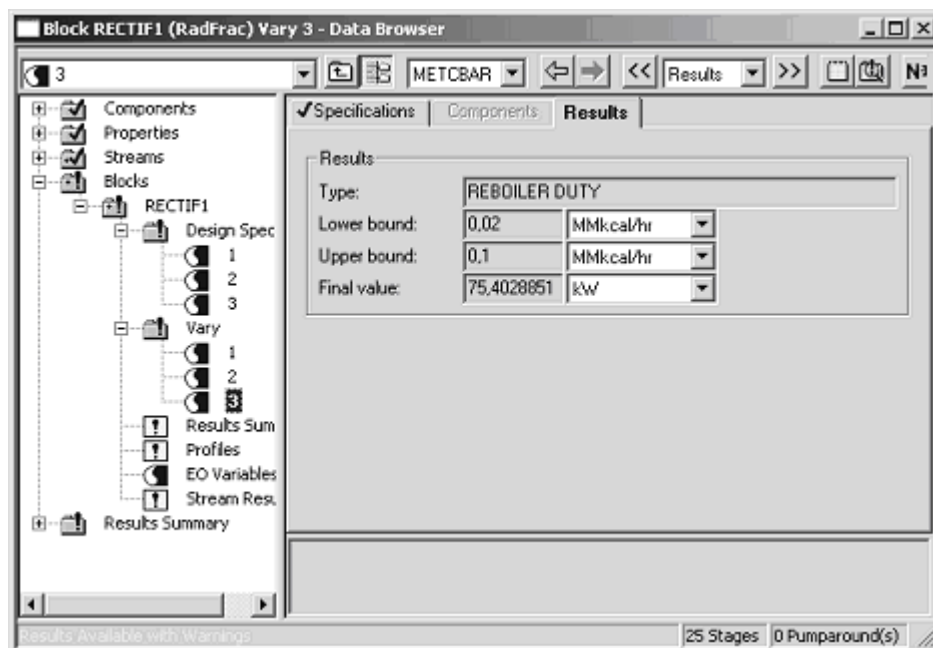 Block RECTIF1 (RadFrac) Vary 3 - Data Browser
3 METCBAR << Results >> N
Components
Properties
Streams
Blocks
RECTIF1
Design Spec
1
2
3
Vary
1
2
3
Results Sum
Profiles
EO Variables
Stream Resu
Results Summary
Specifications Components Results
Results
Type: REBOILER DUTY
Lower bound: 0,02 MMkcal/hr
Upper bound: 0,1 MMkcal/hr
Final value: 75,4028851 kW
Results Available with Warnings 25 Stages 0 Pumparound(s)